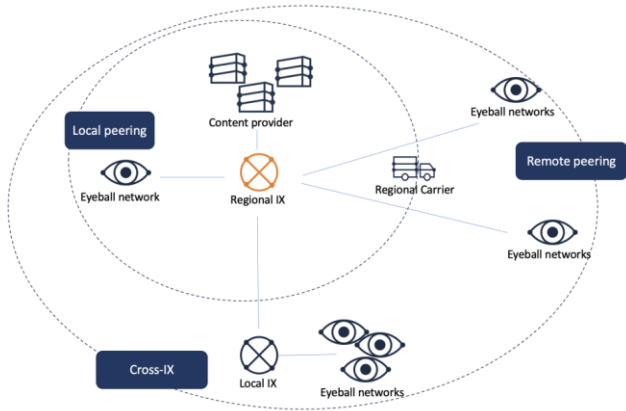 Content provider
Eyeball networks
Local peering
Remote peering
Eyeball network
Regional IX
Regional Carrier
Eyeball networks
Cross-IX
Local IX
Eyeball networks